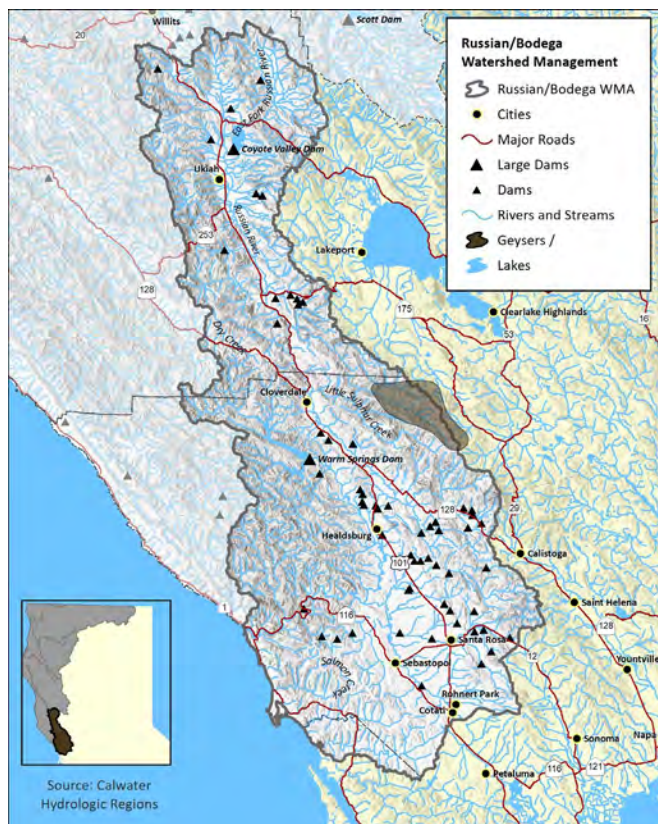 Willits
Scott Dam
20
East Fork Russian River
Coyote Valley Dam
Ukiah
Russian River
253
Lakeport
128
175
Clearlake Highlands
53
16
Dry Creek
Cloverdale
Little Sulphur Creek
Warm Springs Dam
128
29
Healdsburg
Calistoga
101
Saint Helena
1
116
128
Santa Rosa
12
Sebastopol
Yountville
Salmon Creek
Rohnert Park
Cotati
Sonoma
Napa
Petaluma
116
121
Russian/Bodega
Watershed Management
Russian/Bodega WMA
Cities
Major Roads
Large Dams
Dams
Rivers and Streams
Geysers /
Lakes
Source: Calwater
Hydrologic Regions